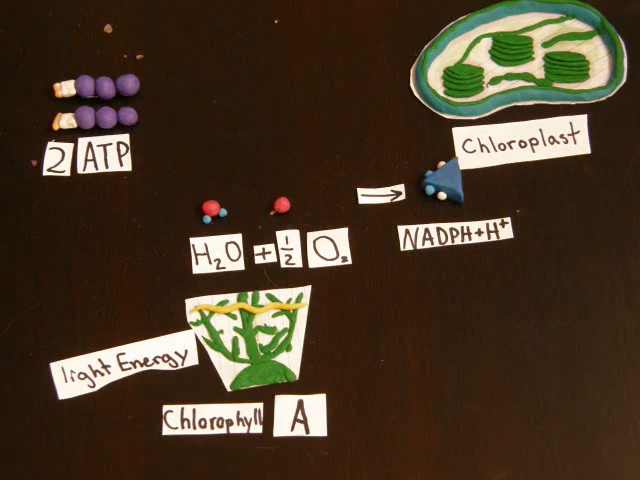 2 ATP
Chloroplast
→
H₂O + ½ O₂
NADPH+H⁺
light Energy
Chlorophyll A